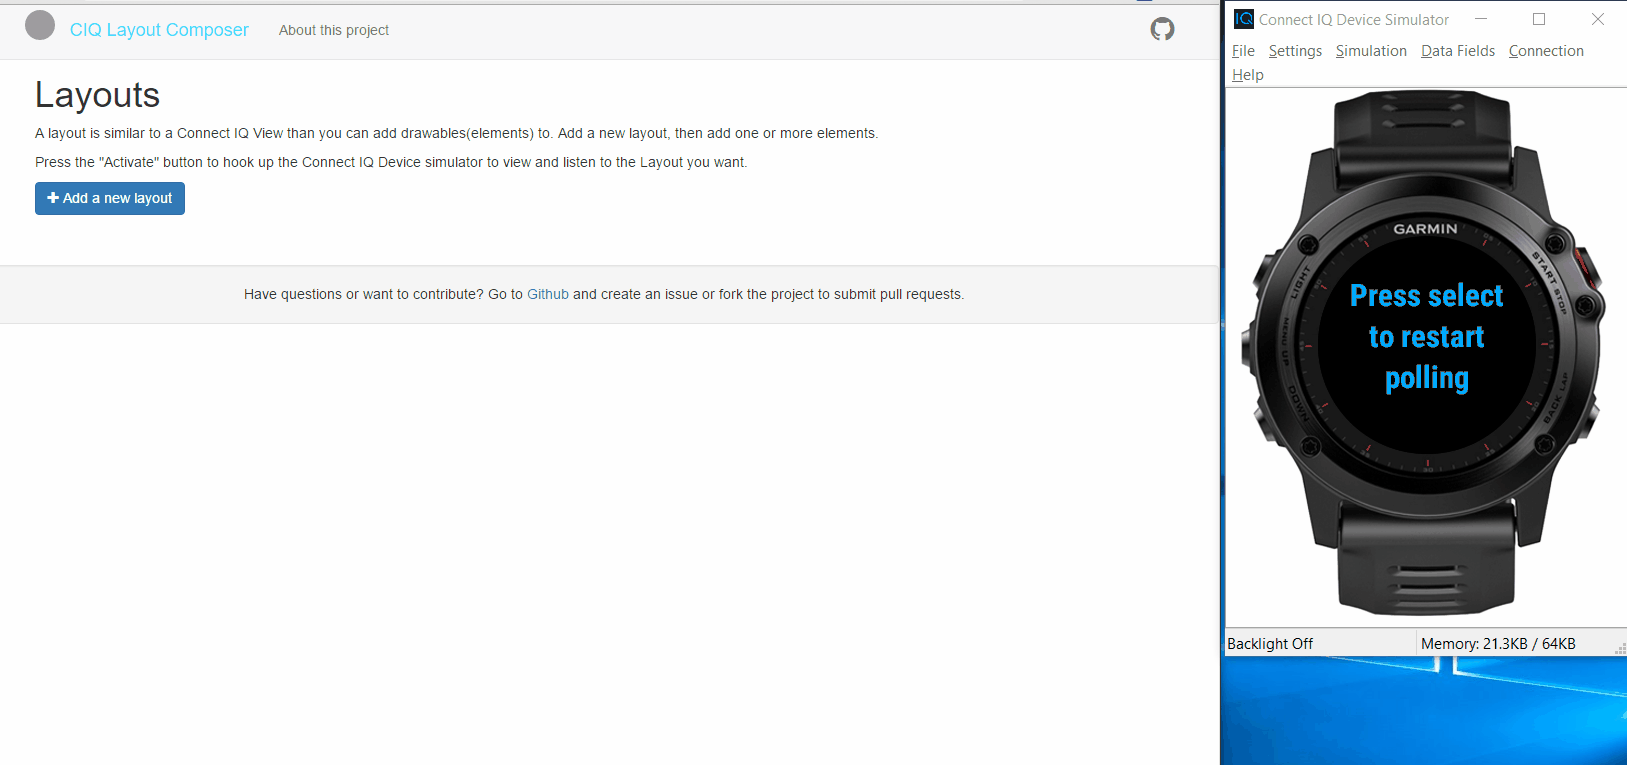 CIQ Layout Composer
About this project
Layouts
A layout is similar to a Connect IQ View than you can add drawables(elements) to. Add a new layout, then add one or more elements.
Press the "Activate" button to hook up the Connect IQ Device simulator to view and listen to the Layout you want.
Add a new layout
Have questions or want to contribute? Go to Github and create an issue or fork the project to submit pull requests.
IQ Connect IQ Device Simulator
File Settings Simulation Data Fields Connection
Help
GARMIN
LIGHT
START STOP
MENU UP
DOWN
BACK LAP
Press select
to restart
polling
Backlight Off
Memory: 21.3KB / 64KB